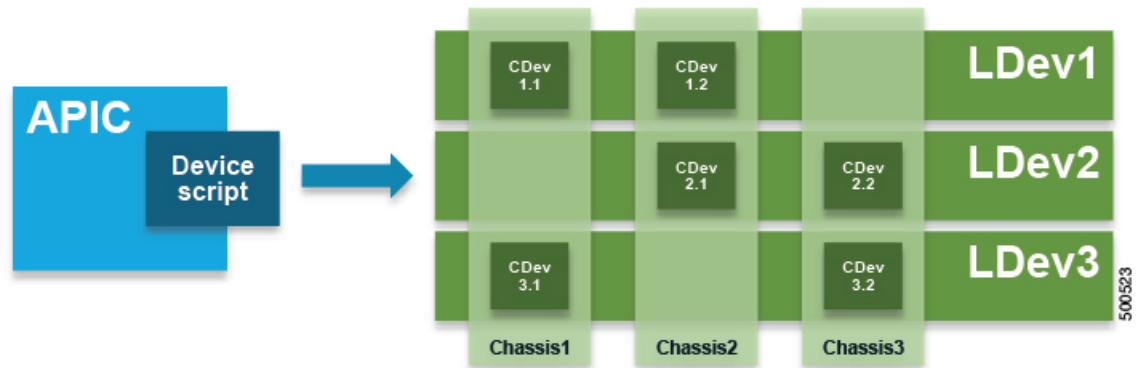 APIC
Device
script
CDev
1.1
CDev
1.2
LDev1
CDev
2.1
CDev
2.2
LDev2
CDev
3.1
CDev
3.2
LDev3
Chassis1
Chassis2
Chassis3
500523